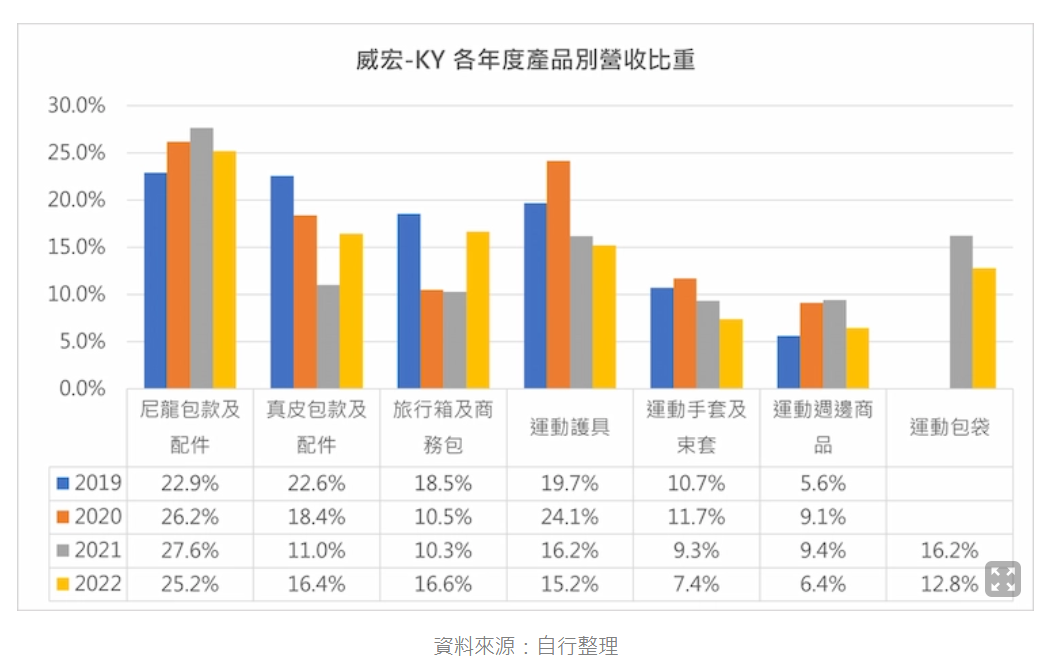 威宏-KY 各年度產品別營收比重
30.0%
25.0%
20.0%
15.0%
10.0%
5.0%
0.0%
尼龍包款及 真皮包款及 旅行箱及商 運動護具 運動手套及 運動週邊商 運動包袋
配件 配件 務包 束套 品
2019 22.9% 22.6% 18.5% 19.7% 10.7% 5.6%
2020 26.2% 18.4% 10.5% 24.1% 11.7% 9.1%
2021 27.6% 11.0% 10.3% 16.2% 9.3% 9.4% 16.2%
2022 25.2% 16.4% 16.6% 15.2% 7.4% 6.4% 12.8%
資料來源：自行整理